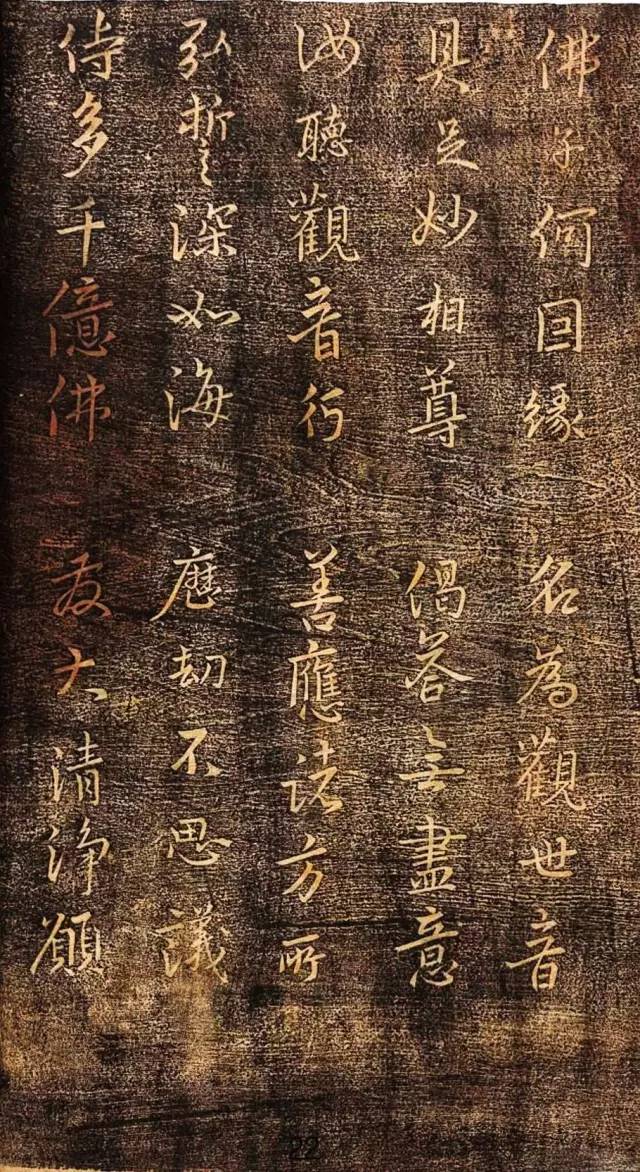 佛子何因緣 名為觀世音
具足妙相尊 偈答無盡意
汝聽觀音行 善應諸方所
弘誓深如海 歷劫不思議
侍多千億佛 發大清淨願
22